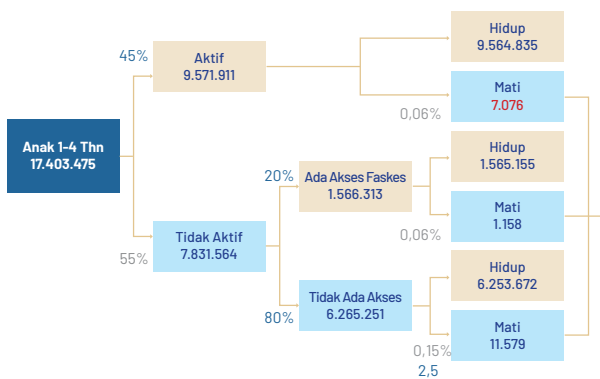 Anak 1-4 Thn
17.403.475
45%
Aktif
9.571.911
Hidup
9.564.835
Mati
7.076
0,06%
55%
Tidak Aktif
7.831.564
20%
Ada Akses Faskes
1.566.313
Hidup
1.565.155
Mati
1.158
0,06%
80%
Tidak Ada Akses
6.265.251
Hidup
6.253.672
Mati
11.579
0,15%
2,5